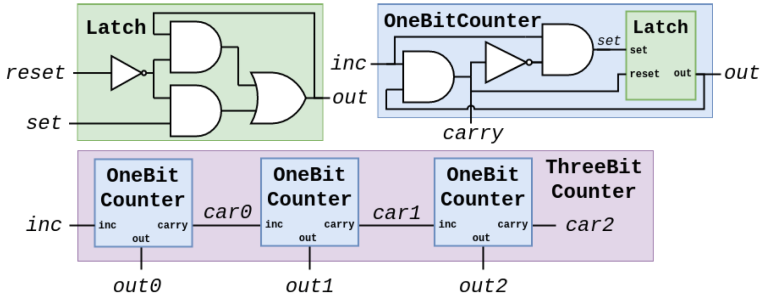 Latch
reset
set
out
OneBitCounter
inc
set
Latch
set
reset out
out
carry
ThreeBit
Counter
OneBit
Counter
inc carry
out
OneBit
Counter
inc carry
out
OneBit
Counter
inc carry
out
inc
car0
car1
car2
out0
out1
out2